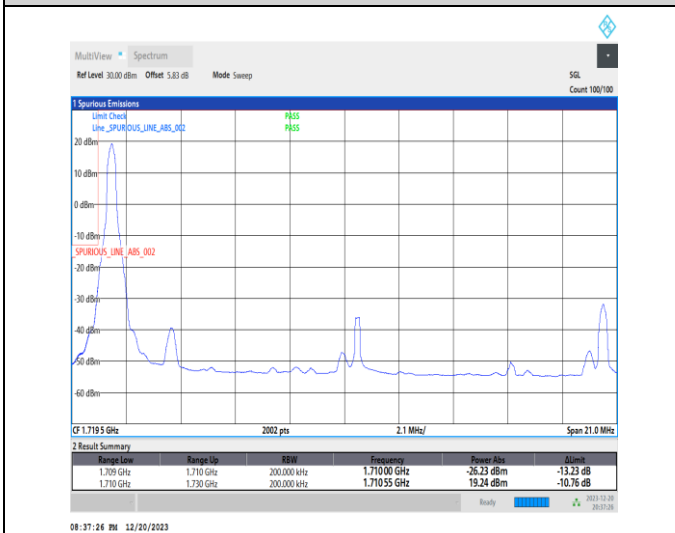 MultiView Spectrum
Ref Level 30.00 dBm Offset 5.83 dB Mode Sweep SGL
Count 100/100
1 Spurious Emissions
Limit Check PASS
Line _SPURIOUS_LINE_ABS_002 PASS
20 dBm
10 dBm
0 dBm
-10 dBm
_SPURIOUS_LINE_ABS_002
-20 dBm
-30 dBm
-40 dBm
-50 dBm
-60 dBm
CF 1.7195 GHz 2002 pts 2.1 MHz/ Span 21.0 MHz
2 Result Summary
Range Low Range Up RBW Frequency Power Abs ΔLimit
1.709 GHz 1.710 GHz 200.000 kHz 1.71000 GHz -26.23 dBm -13.23 dB
1.710 GHz 1.730 GHz 200.000 kHz 1.71055 GHz 19.24 dBm -10.76 dB
Ready 2023-12-20
20:37:26
08:37:26 PM 12/20/2023